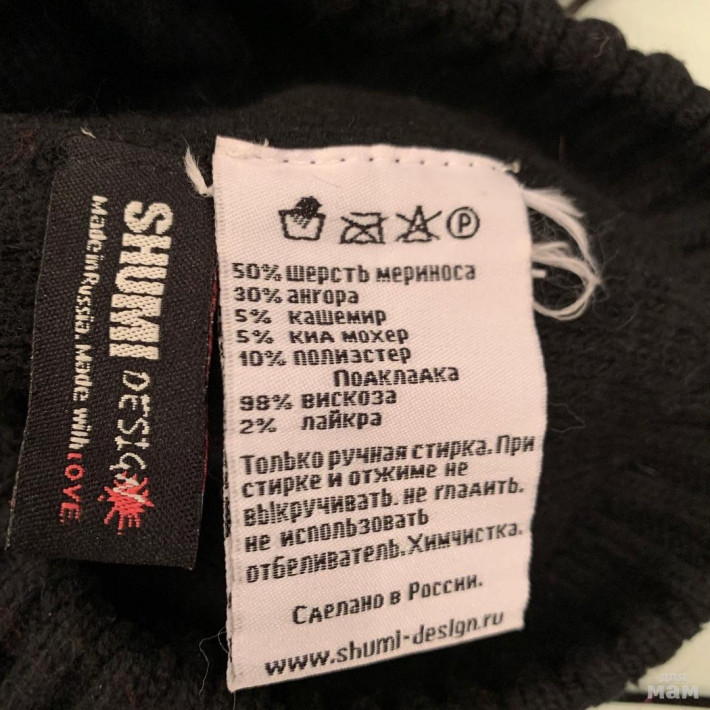 SHUMI
DESIGN
Made in Russia. Made with LOVE
P
50% шерсть мериноса
30% ангора
5% кашемир
5% киа мохер
10% полиэстер
Подкладка
98% вискоза
2% лайкра
Только ручная стирка. При
стирке и отжиме не
выкручивать. не гладить.
не использовать
отбеливатель. Химчистка.
Сделано в России.
www.shumi-design.ru
для
мам